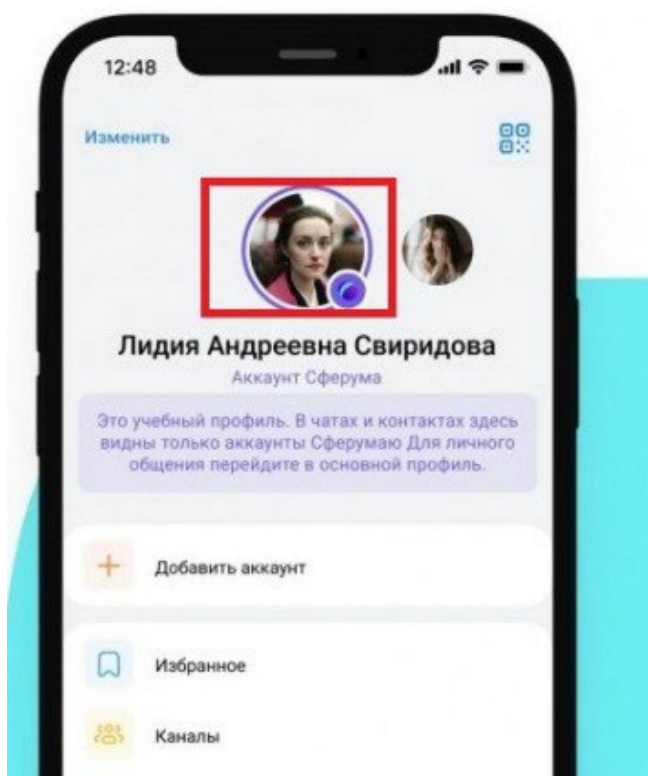 12:48
Изменить
Лидия Андреевна Свиридова
Аккаунт Сферума
Это учебный профиль. В чатах и контактах здесь
видны только аккаунты Сферумаю Для личного
общения перейдите в основной профиль.
Добавить аккаунт
Избранное
Каналы